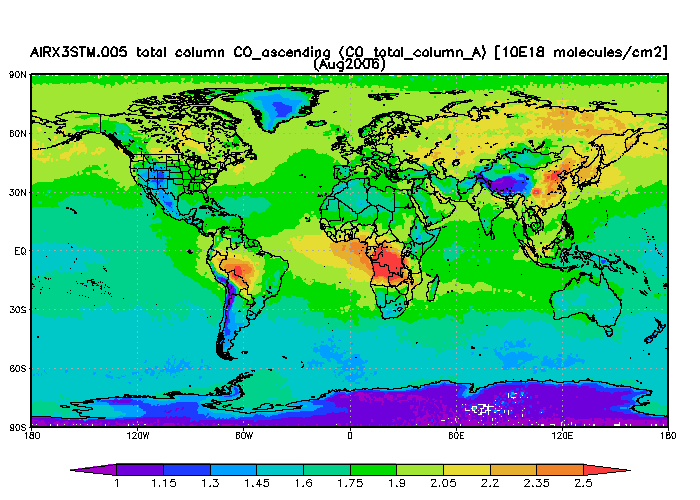 AIRX3STM.005 total column CO_ascending (CO_total_column_A) [10E18 molecules/cm2]
(Aug2006)
90N
60N
30N
EQ
30S
60S
90S
180 120W 60W 0 60E 120E 180
1 1.15 1.3 1.45 1.6 1.75 1.9 2.05 2.2 2.35 2.5